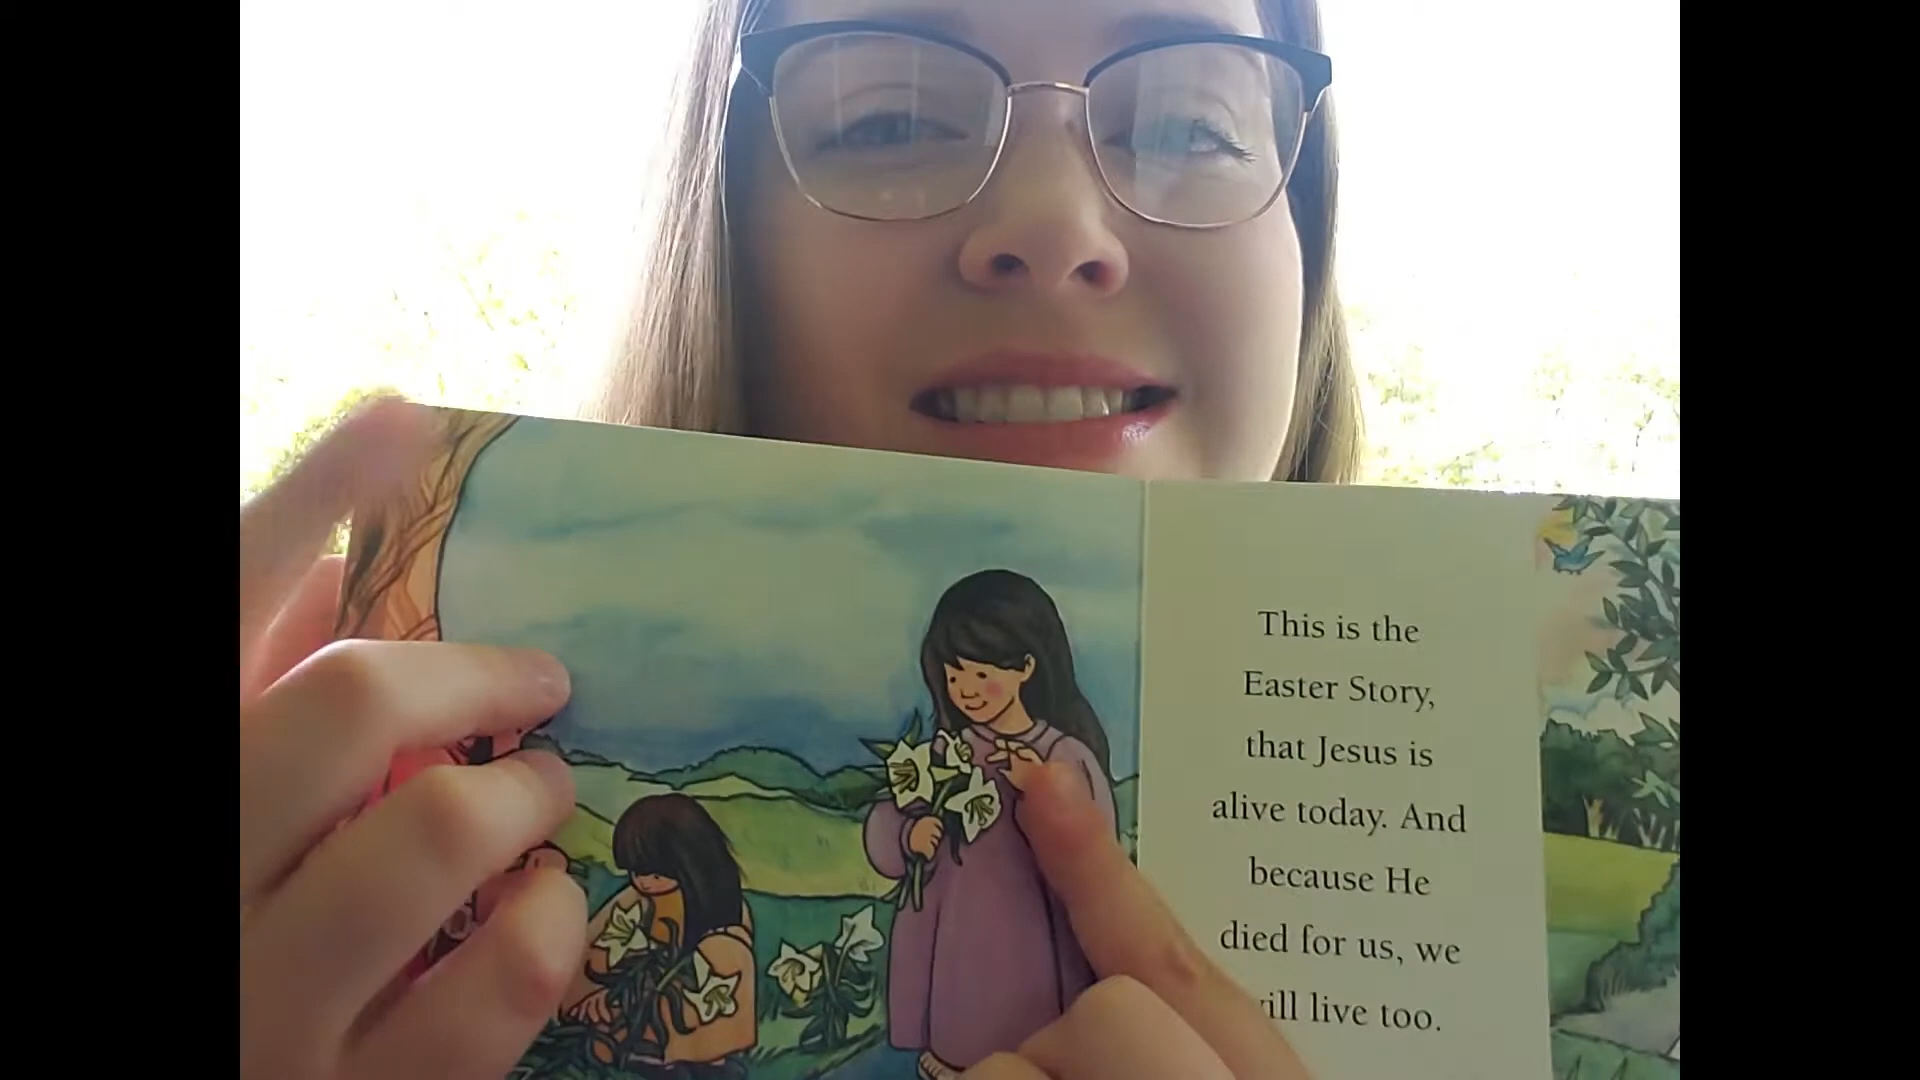 This is the
Easter Story,
that Jesus is
alive today. And
because He
died for us, we
will live too.